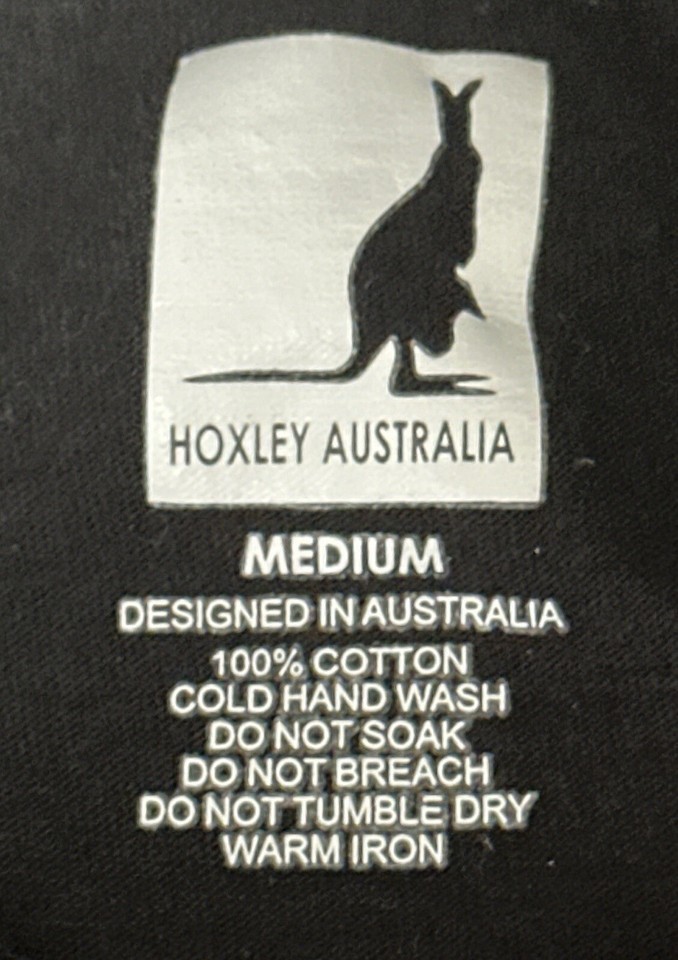 HOXLEY AUSTRALIA
MEDIUM
DESIGNED IN AUSTRALIA
100% COTTON
COLD HAND WASH
DO NOT SOAK
DO NOT BREACH
DO NOT TUMBLE DRY
WARM IRON